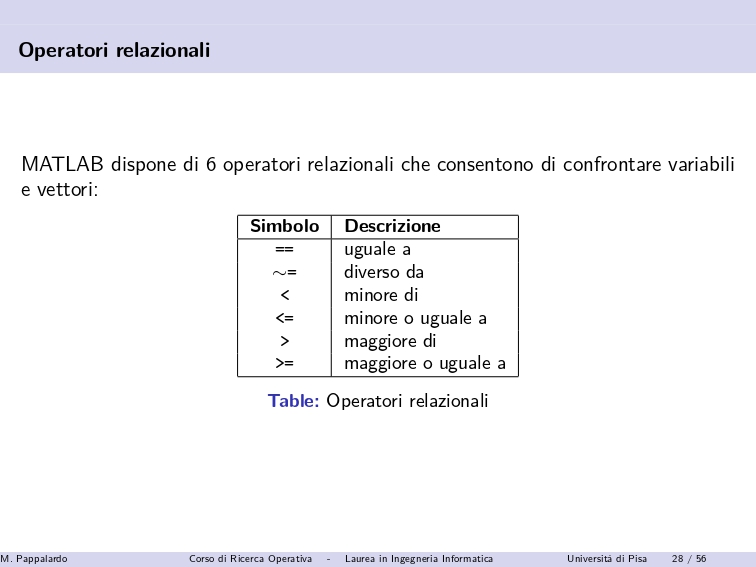 Operatori relazionali
MATLAB dispone di 6 operatori relazionali che consentono di confrontare variabili
e vettori:
Simbolo Descrizione
== uguale a
∼= diverso da
< minore di
<= minore o uguale a
> maggiore di
>= maggiore o uguale a
Table: Operatori relazionali
M. Pappalardo Corso di Ricerca Operativa - Laurea in Ingegneria Informatica Universitá di Pisa 28 / 56